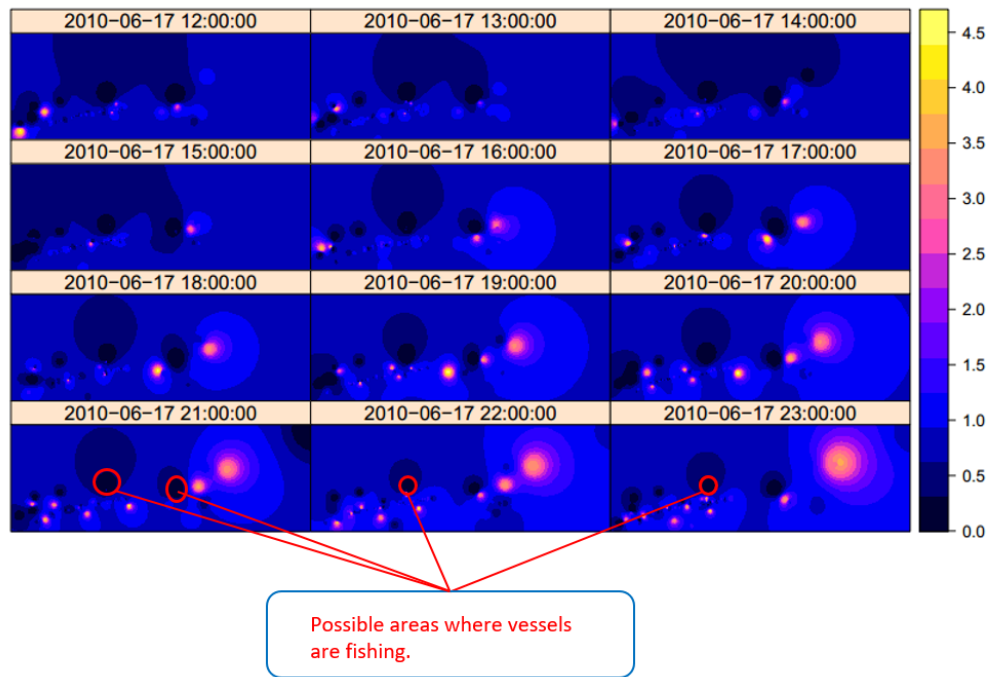 2010−06−17 12:00:00 2010−06−17 13:00:00 2010−06−17 14:00:00
2010−06−17 15:00:00 2010−06−17 16:00:00 2010−06−17 17:00:00
2010−06−17 18:00:00 2010−06−17 19:00:00 2010−06−17 20:00:00
2010−06−17 21:00:00 2010−06−17 22:00:00 2010−06−17 23:00:00
4.5
4.0
3.5
3.0
2.5
2.0
1.5
1.0
0.5
0.0
Possible areas where vessels
are fishing.